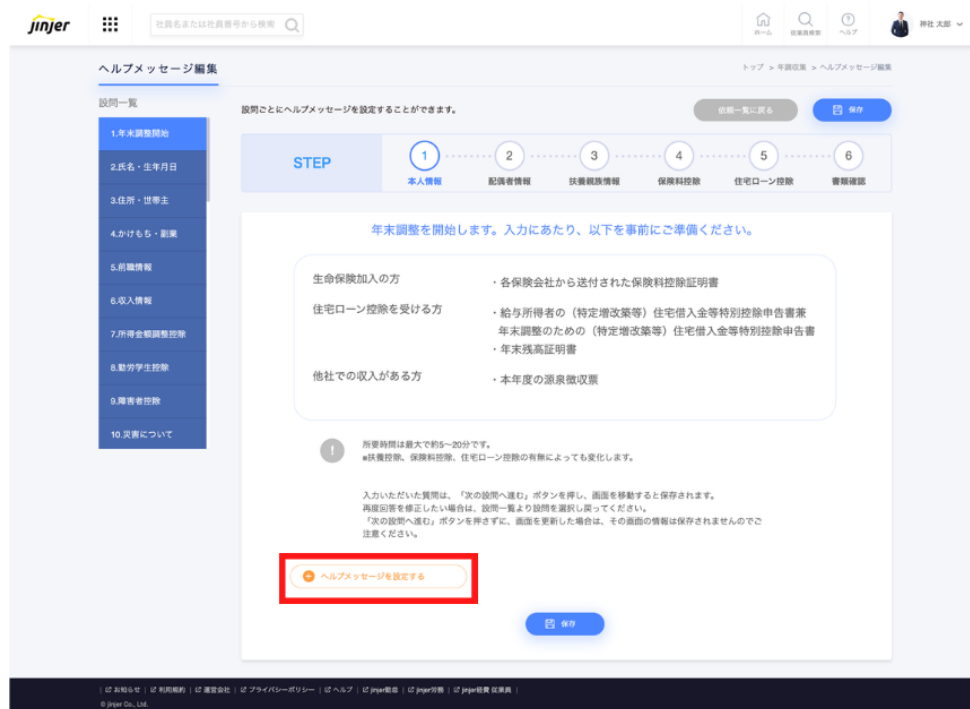 jinjer
社員名または社員番号から検索
ホーム
従業員検索
ヘルプ
神社 太郎
ヘルプメッセージ編集
トップ > 年調収集 > ヘルプメッセージ編集
設問一覧
設問ごとにヘルプメッセージを設定することができます。
依頼一覧に戻る
保存
1.年末調整開始
2.氏名・生年月日
3.住所・世帯主
4.かけもち・副業
5.前職情報
6.収入情報
7.所得金額調整控除
8.勤労学生控除
9.障害者控除
10.災害について
STEP
1 2 3 4 5 6
本人情報 配偶者情報 扶養親族情報 保険料控除 住宅ローン控除 書類確認
年末調整を開始します。入力にあたり、以下を事前にご準備ください。
生命保険加入の方
・各保険会社から送付された保険料控除証明書
住宅ローン控除を受ける方
・給与所得者の（特定増改築等）住宅借入金等特別控除申告書兼
年末調整のための（特定増改築等）住宅借入金等特別控除申告書
・年末残高証明書
他社での収入がある方
・本年度の源泉徴収票
所要時間は最大で約5〜20分です。
※扶養控除、保険料控除、住宅ローン控除の有無によっても変化します。
入力いただいた質問は、「次の設問へ進む」ボタンを押し、画面を移動すると保存されます。
再度回答を修正したい場合は、設問一覧より設問を選択し戻ってください。
「次の設問へ進む」ボタンを押さずに、画面を更新した場合は、その画面の情報は保存されませんのでご
注意ください。
ヘルプメッセージを設定する
保存
| お知らせ | 利用規約 | 運営会社 | プライバシーポリシー | ヘルプ | jinjer勤怠 | jinjer労務 | jinjer経費 従業員 |
© jinjer Co., Ltd.